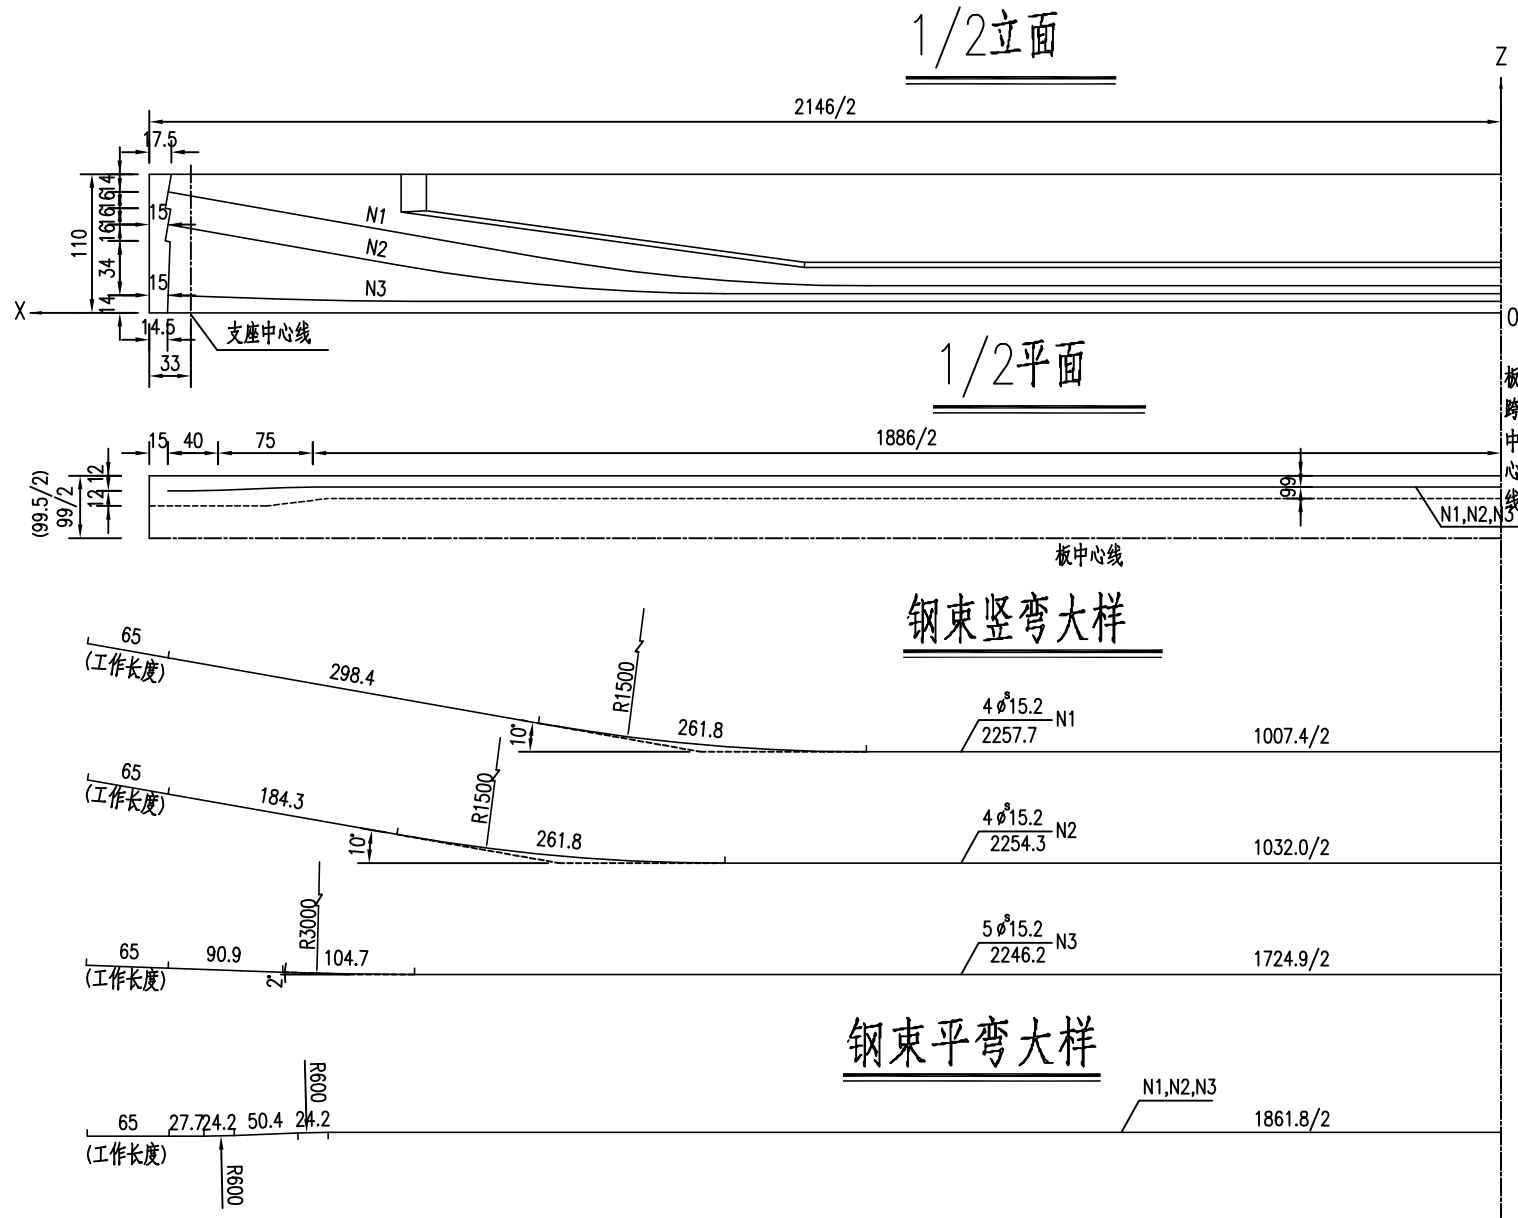 1/2立面
Z
2146/2
17.5
14
16
16
16
34
14
110
15
15
N1
N2
N3
X
O
14.5
33
支座中心线
1/2平面
板跨中心线
15 40 75 1886/2
12
12
(99.5/2)
99/2
99
N1,N2,N3
板中心线
钢束竖弯大样
65
(工作长度)
298.4
R1500
10°
261.8
4ϕˢ15.2
2257.7
N1
1007.4/2
65
(工作长度)
184.3
R1500
10°
261.8
4ϕˢ15.2
2254.3
N2
1032.0/2
65
(工作长度)
90.9
R3000
2°
104.7
5ϕˢ15.2
2246.2
N3
1724.9/2
钢束平弯大样
65
(工作长度)
27.7
24.2
50.4
24.2
R600
R600
N1,N2,N3
1861.8/2